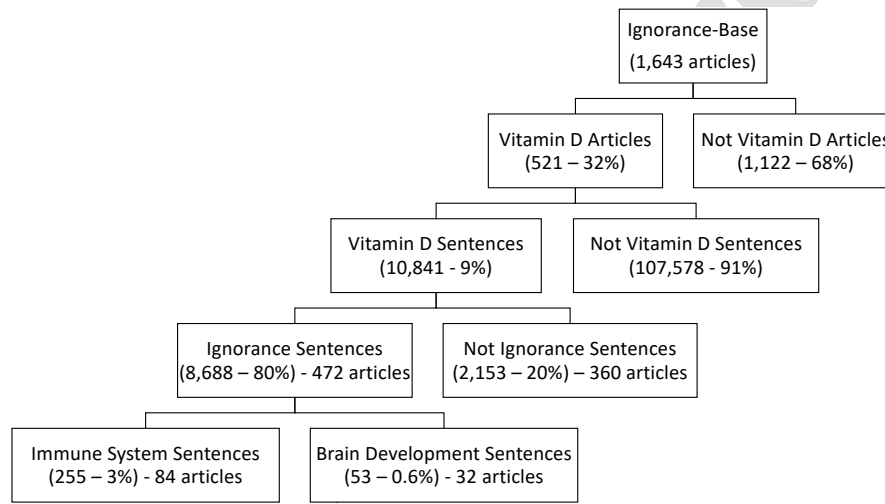 Ignorance-Base
(1,643 articles)
Vitamin D Articles
(521 – 32%)
Not Vitamin D Articles
(1,122 – 68%)
Vitamin D Sentences
(10,841 - 9%)
Not Vitamin D Sentences
(107,578 - 91%)
Ignorance Sentences
(8,688 – 80%) - 472 articles
Not Ignorance Sentences
(2,153 – 20%) – 360 articles
Immune System Sentences
(255 – 3%) - 84 articles
Brain Development Sentences
(53 – 0.6%) - 32 articles